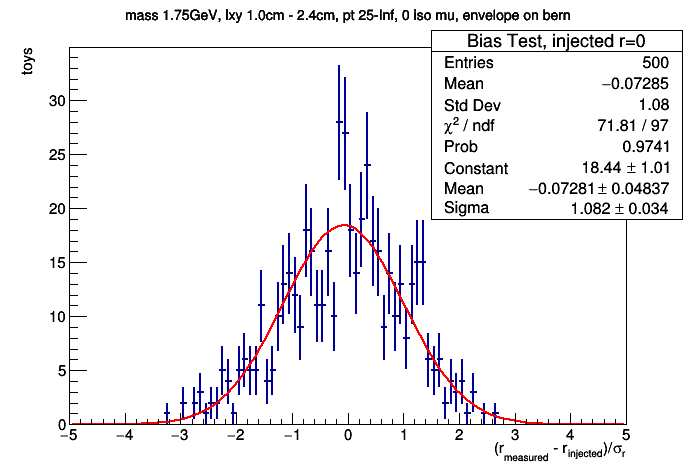 mass 1.75GeV, lxy 1.0cm - 2.4cm, pt 25-Inf, 0 Iso mu, envelope on bern
Bias Test, injected r=0
Entries 500
Mean −0.07285
Std Dev 1.08
χ² / ndf 71.81 / 97
Prob 0.9741
Constant 18.44 ± 1.01
Mean −0.07281 ± 0.04837
Sigma 1.082 ± 0.034
toys
30
25
20
15
10
5
0
−5 −4 −3 −2 −1 0 1 2 3 4 5
(r_measured - r_injected)/σ_r